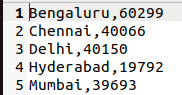 1 Bengaluru,60299
2 Chennai,40066
3 Delhi,40150
4 Hyderabad,19792
5 Mumbai,39693